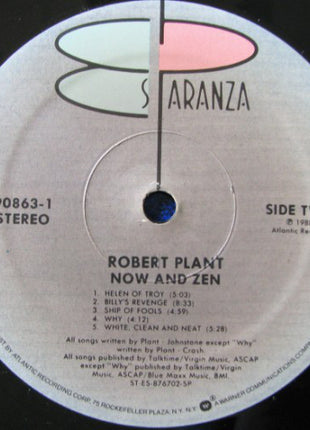 ES PARANZA
90863-1
STEREO
SIDE
℗ 198
Atlantic Re
ROBERT PLANT
NOW AND ZEN
1. HELEN OF TROY (5:03)
2. BILLY'S REVENGE (8:33)
3. SHIP OF FOOLS (4:59)
4. WHY (4:12)
5. WHITE, CLEAN AND NEAT (5:28)
All songs written by Plant - Johnstone except "Why"
written by Plant - Crash
All songs published by Talktime/Virgin Music, ASCAP
except "Why" published by Talktime/Virgin
Music, ASCAP/Blue Maxx Music, BMI.
ST-ES-876702-SP
BY ATLANTIC RECORDING CORP. 75 ROCKEFELLER PLAZA, N.Y. N.Y. A WARNER COMMUNICATIONS COMP